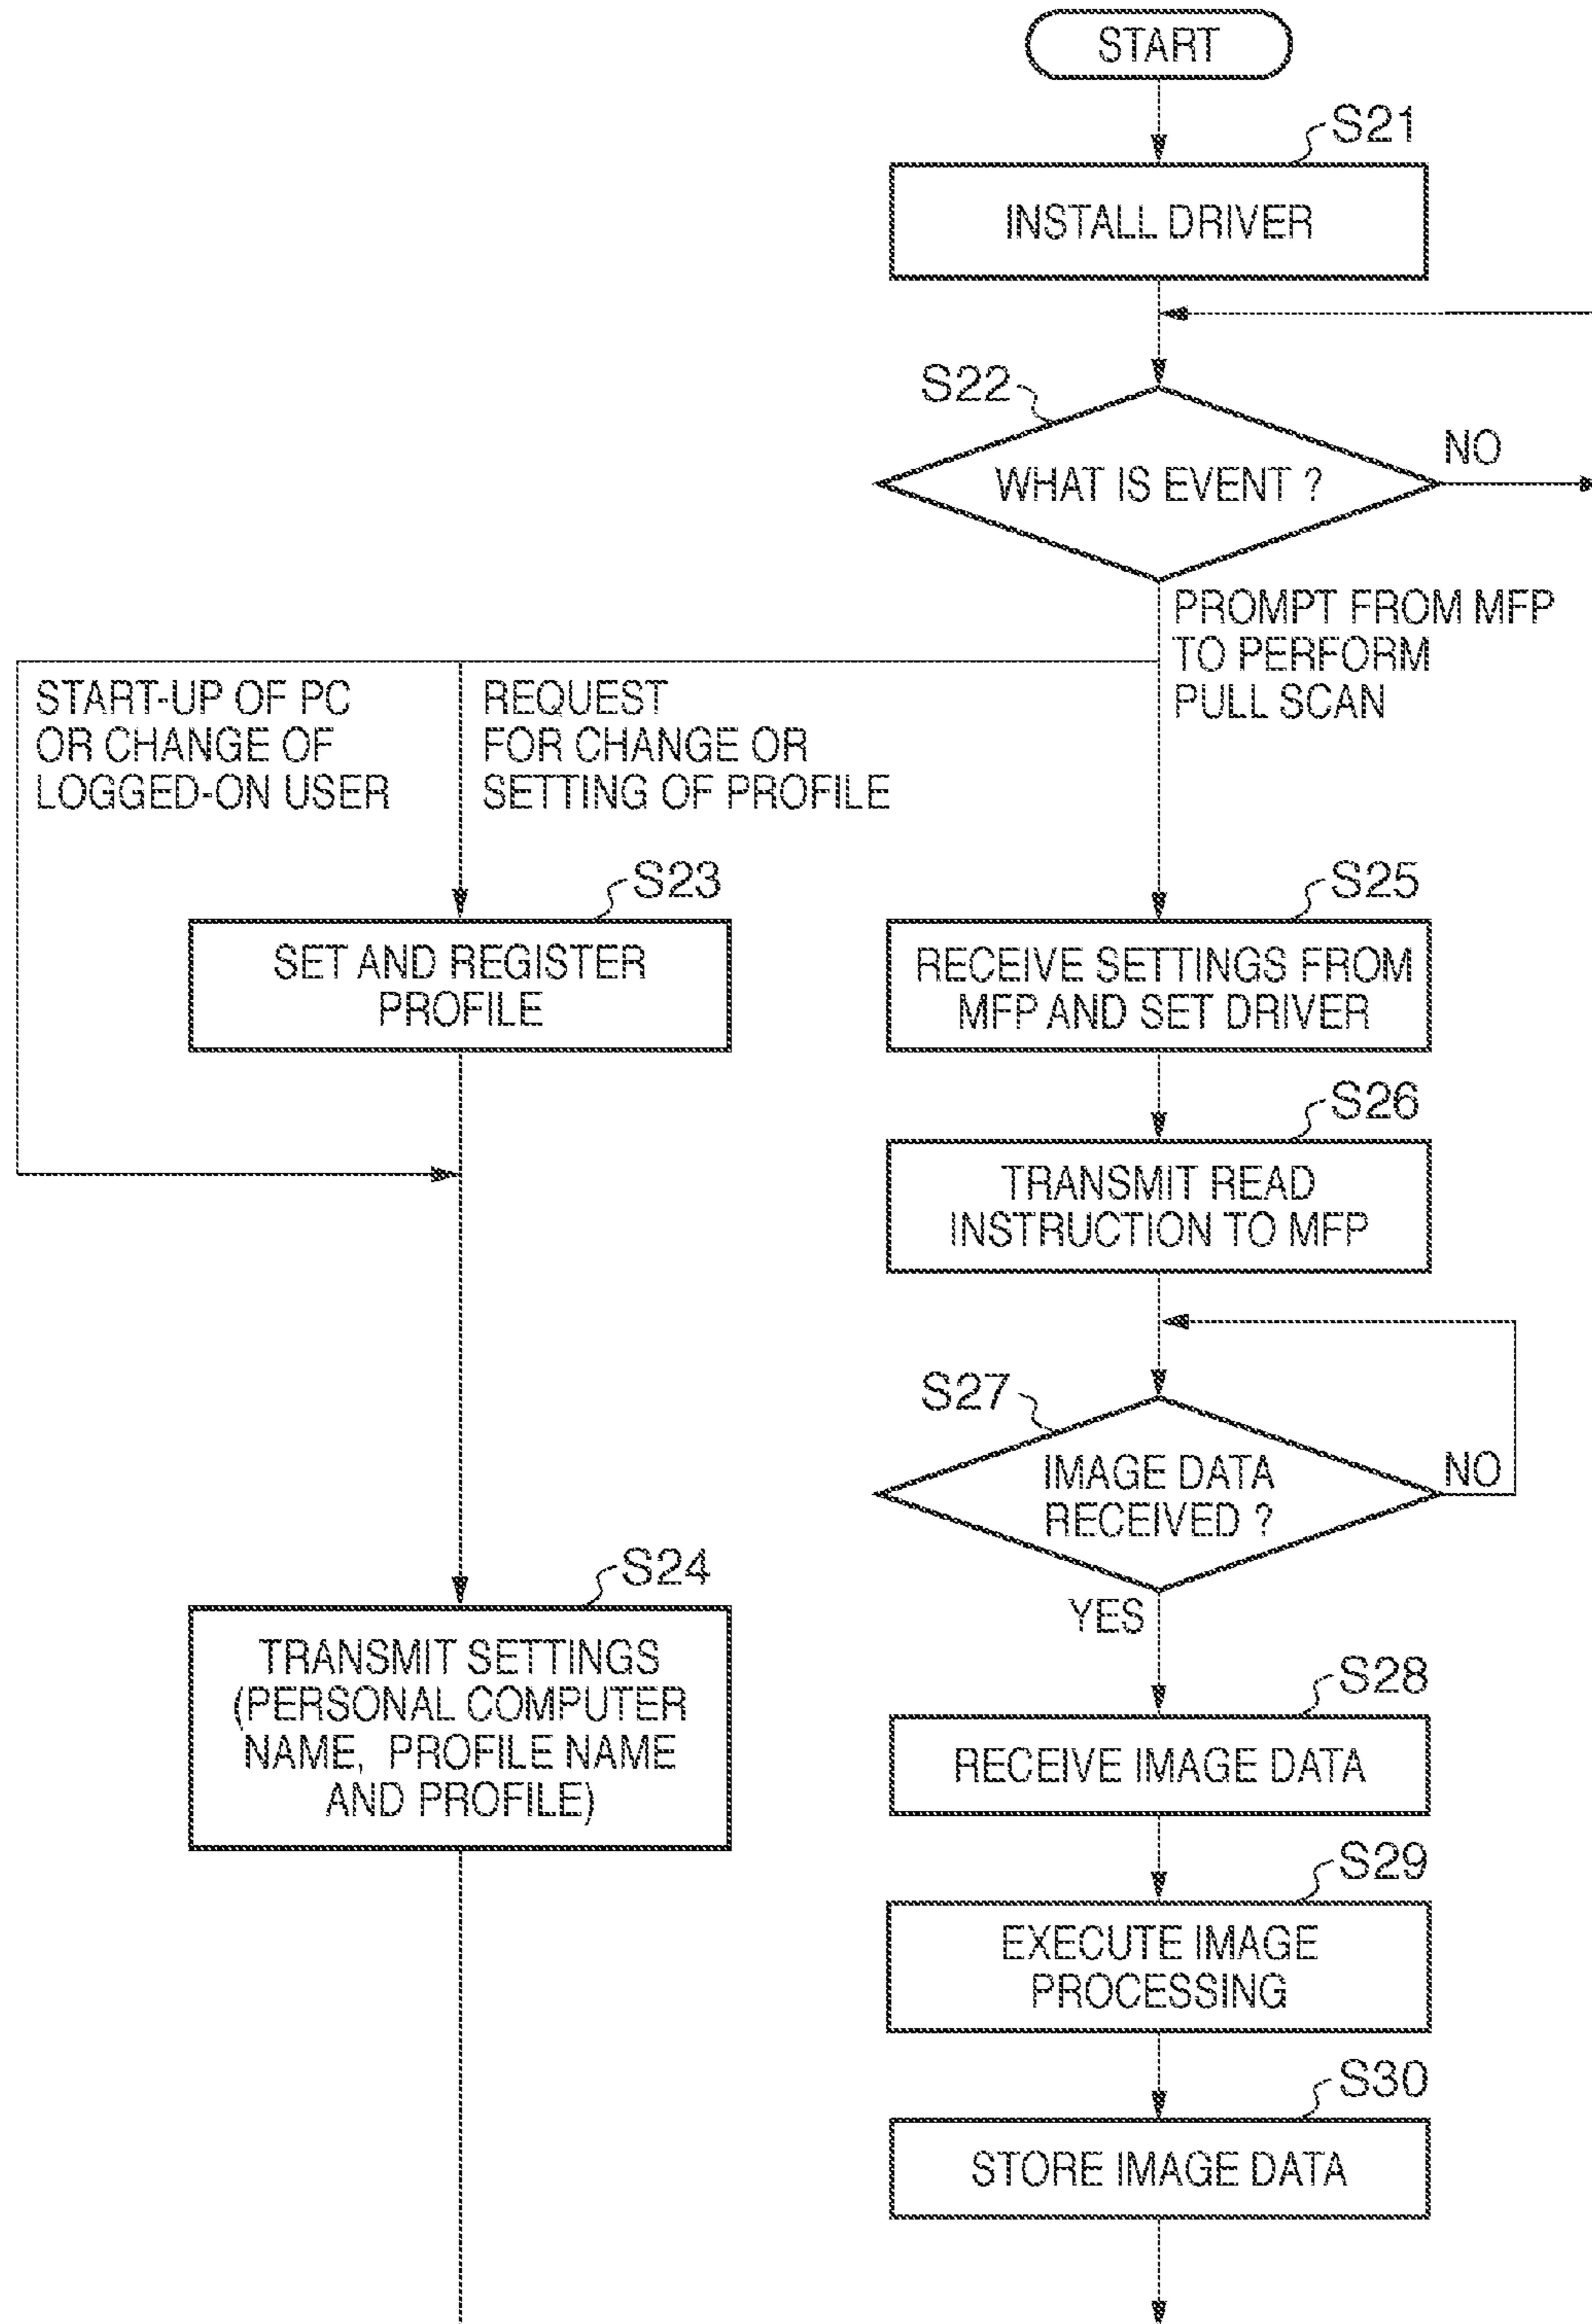 START
S21
INSTALL DRIVER
S22
WHAT IS EVENT ?
NO
PROMPT FROM MFP
TO PERFORM
PULL SCAN
START-UP OF PC
OR CHANGE OF
LOGGED-ON USER
REQUEST
FOR CHANGE OR
SETTING OF PROFILE
S23
SET AND REGISTER
PROFILE
S25
RECEIVE SETTINGS FROM
MFP AND SET DRIVER
S26
TRANSMIT READ
INSTRUCTION TO MFP
S27
IMAGE DATA
RECEIVED ?
NO
YES
S24
TRANSMIT SETTINGS
(PERSONAL COMPUTER
NAME, PROFILE NAME
AND PROFILE)
S28
RECEIVE IMAGE DATA
S29
EXECUTE IMAGE
PROCESSING
S30
STORE IMAGE DATA